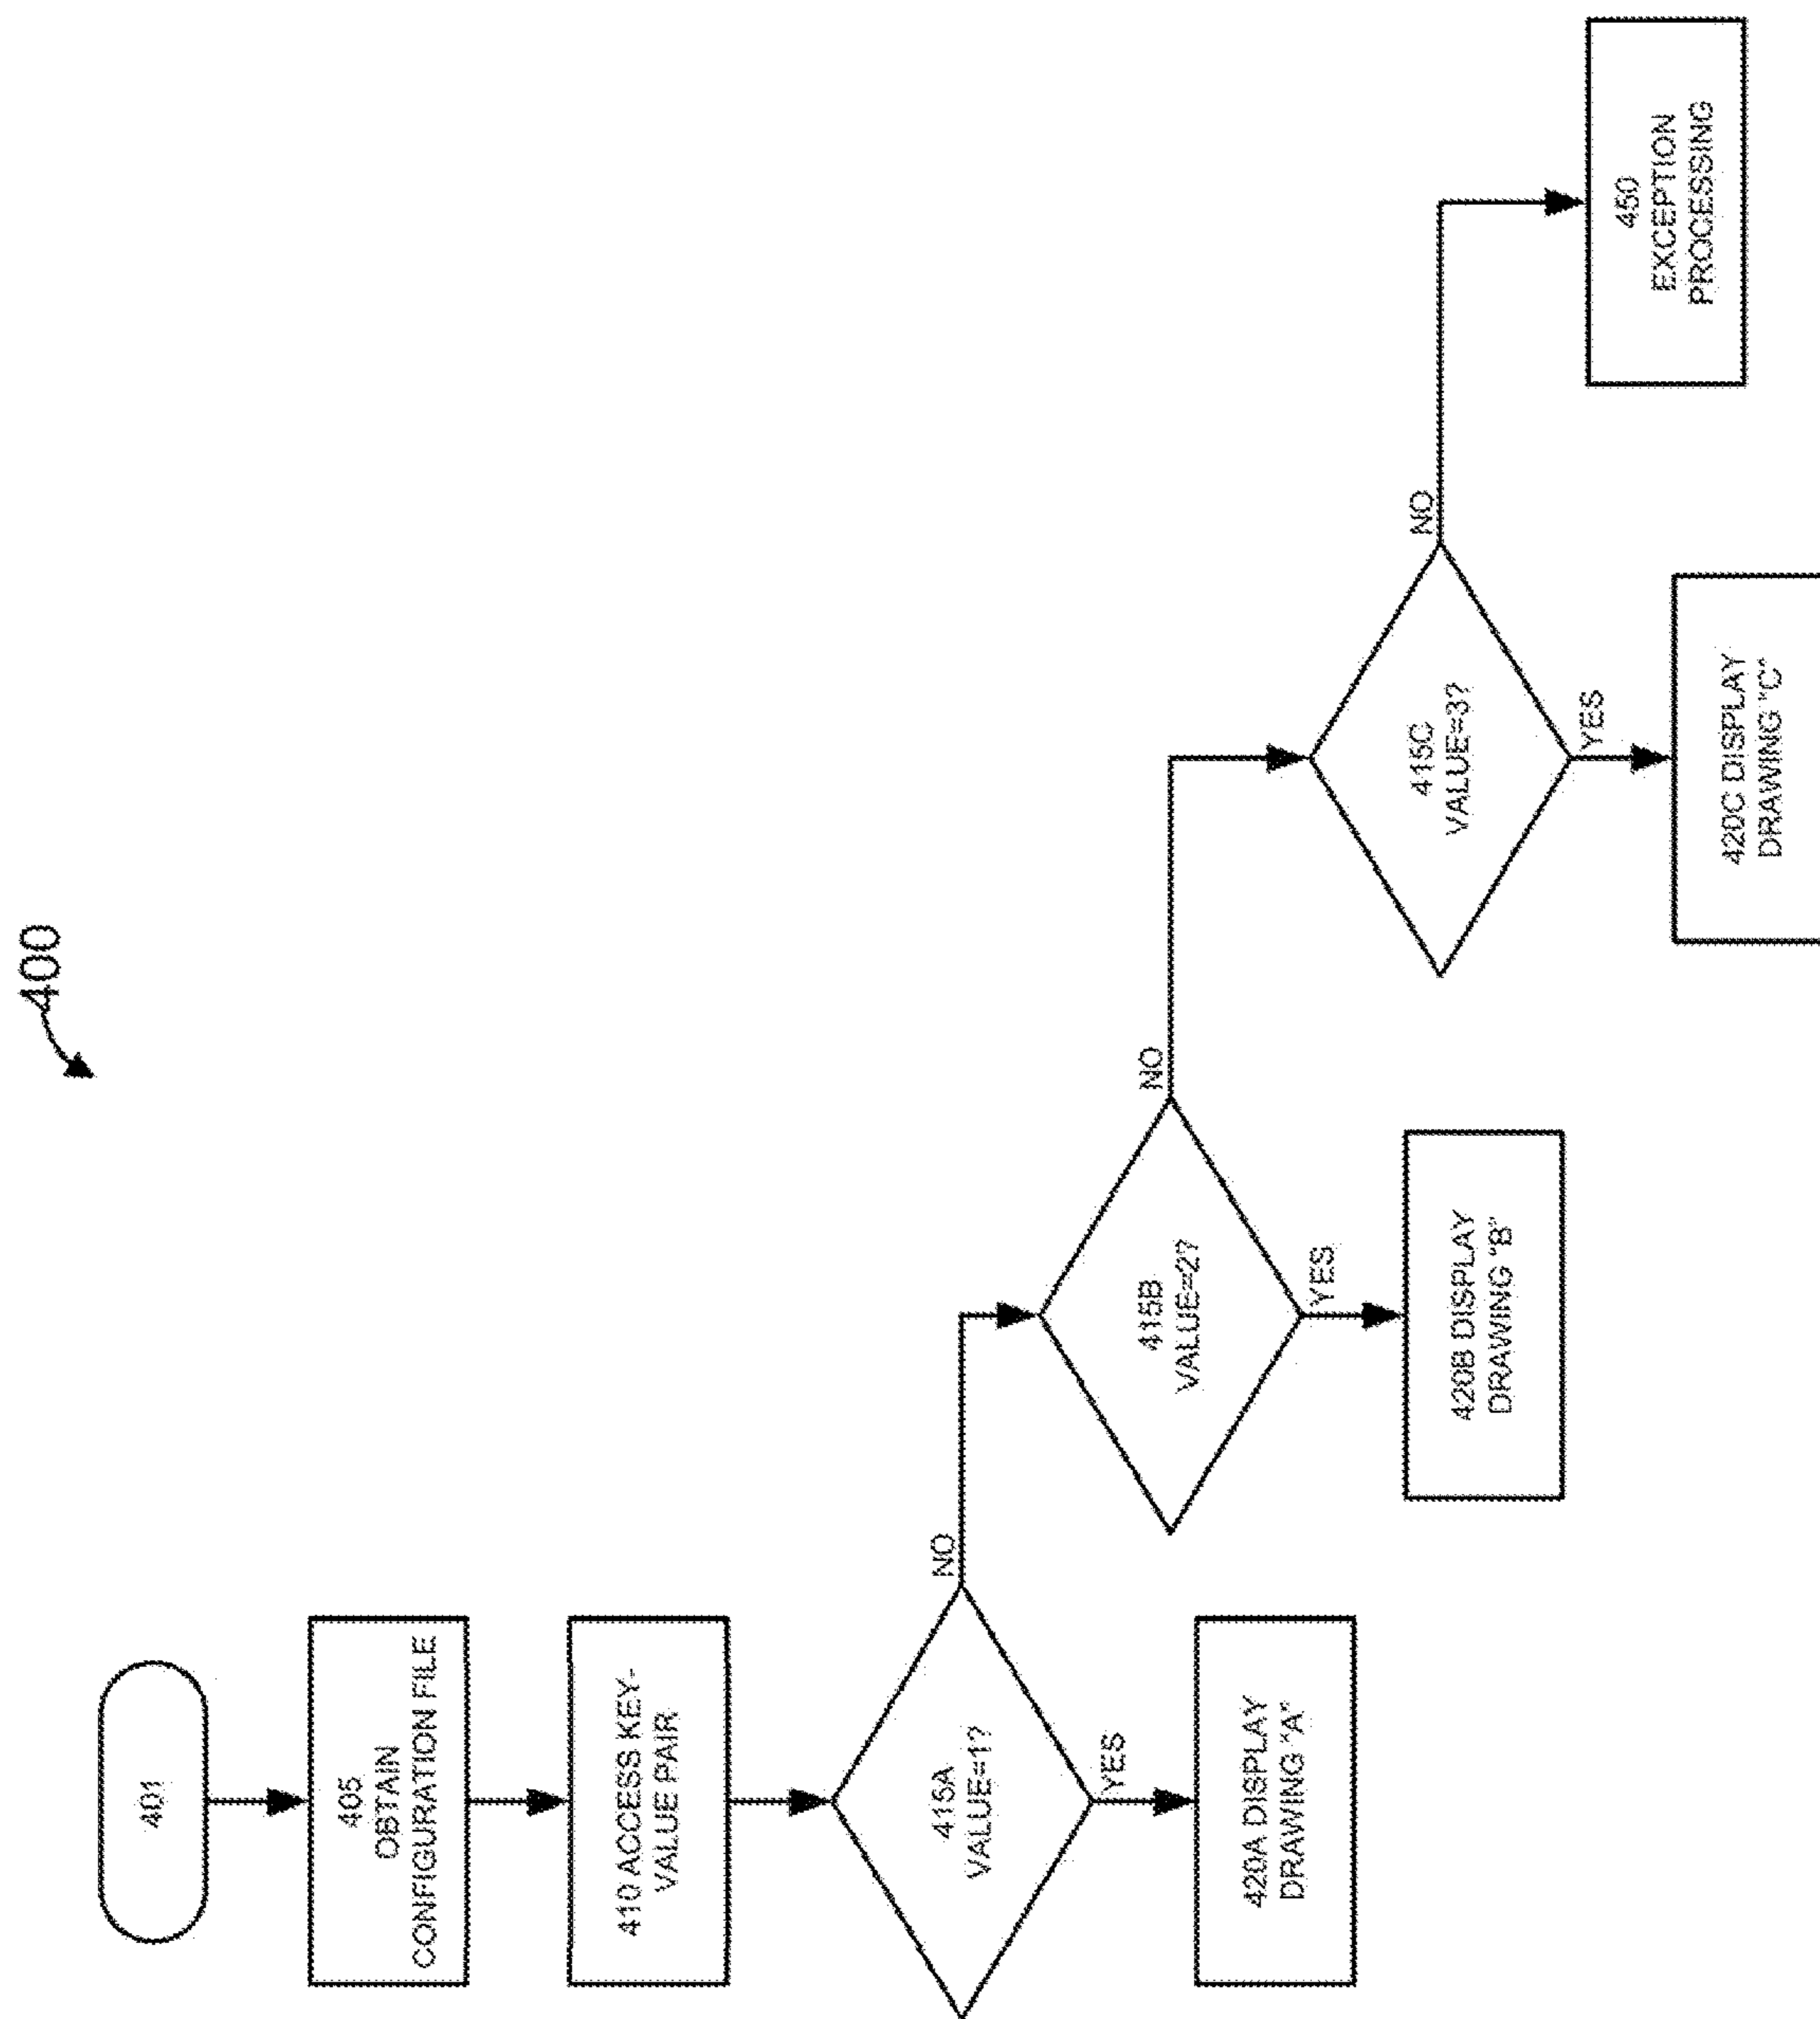 400
401
405
OBTAIN
CONFIGURATION FILE
410 ACCESS KEY-
VALUE PAIR
415A
VALUE=1?
NO
YES
420A DISPLAY
DRAWING "A"
415B
VALUE=2?
NO
YES
420B DISPLAY
DRAWING "B"
415C
VALUE=3?
NO
YES
420C DISPLAY
DRAWING "C"
450
EXCEPTION
PROCESSING